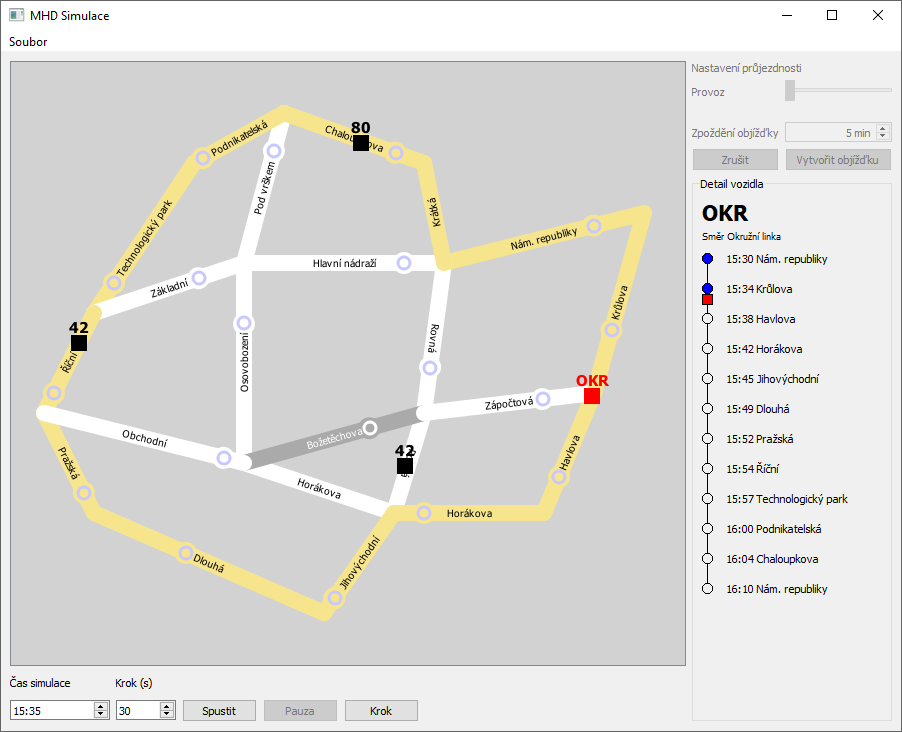 MHD Simulace
Soubor
Nastavení průjezdnosti
Provoz
Zpoždění objížďky
5 min
Zrušit
Vytvořit objížďku
Detail vozidla
OKR
Směr Okružní linka
15:30 Nám. republiky
15:34 Krůlova
15:38 Havlova
15:42 Horákova
15:45 Jihovýchodní
15:49 Dlouhá
15:52 Pražská
15:54 Říční
15:57 Technologický park
16:00 Podnikatelská
16:04 Chaloupkova
16:10 Nám. republiky
80
Chaloupkova
Podnikatelská
Pod vrškem
Krátká
Technologický park
Nám. republiky
Hlavní nádraží
Základní
Krůlova
42
Říční
Osovobození
Rovná
OKR
Zápočtová
Obchodní
Božetěchova
42
Havlova
Pražská
Horákova
Horákova
Jihovýchodní
Dlouhá
Čas simulace
Krok (s)
15:35
30
Spustit
Pauza
Krok